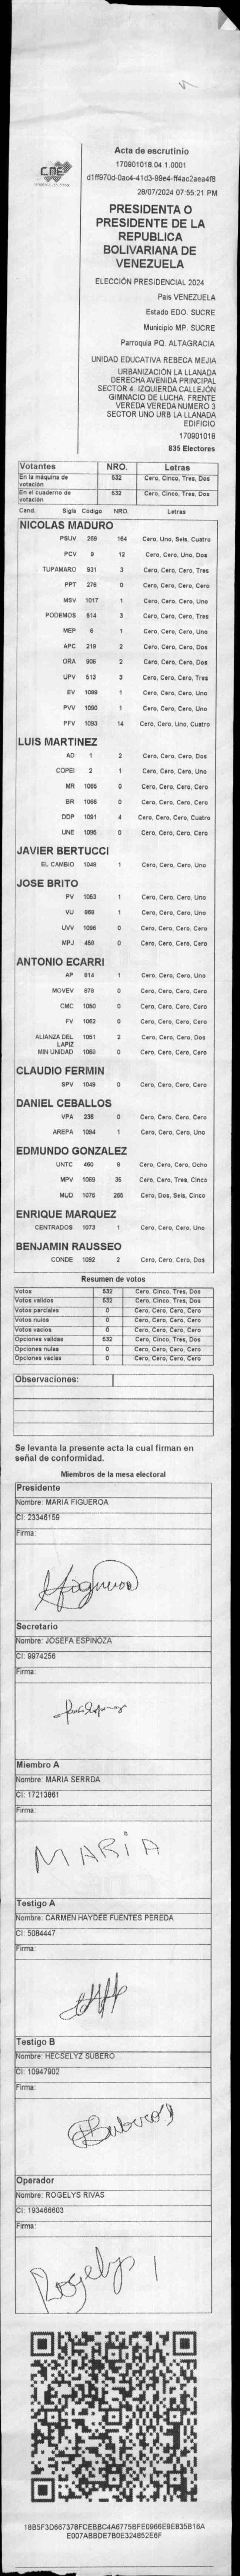 CNE
Acta de escrutinio
170901018.04.1.0001
d1ff970d-0ac4-41d3-99e4-ff4ac2aea4f8
28/07/2024 07:55:21 PM
PRESIDENTA O
PRESIDENTE DE LA
REPUBLICA
BOLIVARIANA DE
VENEZUELA
ELECCIÓN PRESIDENCIAL 2024
Pais VENEZUELA
Estado EDO. SUCRE
Municipio MP. SUCRE
Parroquia PQ. ALTAGRACIA
UNIDAD EDUCATIVA REBECA MEJIA
URBANIZACIÓN LA LLANADA
DERECHA AVENIDA PRINCIPAL
SECTOR 4. IZQUIERDA CALLEJÓN
GIMNACIO DE LUCHA. FRENTE
VEREDA VEREDA NUMERO 3
SECTOR UNO URB LA LLANADA
EDIFICIO
170901018
835 Electores
Votantes NRO. Letras
En la máquina de votación 532 Cero, Cinco, Tres, Dos
En el cuaderno de votación 532 Cero, Cinco, Tres, Dos
Cand. Sigla Código NRO. Letras
NICOLAS MADURO
PSUV 269 164 Cero, Uno, Seis, Cuatro
PCV 9 12 Cero, Cero, Uno, Dos
TUPAMARO 931 3 Cero, Cero, Cero, Tres
PPT 276 0 Cero, Cero, Cero, Cero
MSV 1017 1 Cero, Cero, Cero, Uno
PODEMOS 514 3 Cero, Cero, Cero, Tres
MEP 6 1 Cero, Cero, Cero, Uno
APC 219 2 Cero, Cero, Cero, Dos
ORA 906 2 Cero, Cero, Cero, Dos
UPV 513 3 Cero, Cero, Cero, Tres
EV 1089 1 Cero, Cero, Cero, Uno
PVV 1090 1 Cero, Cero, Cero, Uno
PFV 1093 14 Cero, Cero, Uno, Cuatro
LUIS MARTINEZ
AD 1 2 Cero, Cero, Cero, Dos
COPEI 2 1 Cero, Cero, Cero, Uno
MR 1065 0 Cero, Cero, Cero, Cero
BR 1066 0 Cero, Cero, Cero, Cero
DDP 1091 4 Cero, Cero, Cero, Cuatro
UNE 1095 0 Cero, Cero, Cero, Cero
JAVIER BERTUCCI
EL CAMBIO 1048 1 Cero, Cero, Cero, Uno
JOSE BRITO
PV 1053 1 Cero, Cero, Cero, Uno
VU 869 1 Cero, Cero, Cero, Uno
UVV 1096 0 Cero, Cero, Cero, Cero
MPJ 459 0 Cero, Cero, Cero, Cero
ANTONIO ECARRI
AP 814 1 Cero, Cero, Cero, Uno
MOVEV 878 0 Cero, Cero, Cero, Cero
CMC 1050 0 Cero, Cero, Cero, Cero
FV 1062 0 Cero, Cero, Cero, Cero
ALIANZA DEL LAPIZ 1051 2 Cero, Cero, Cero, Dos
MIN UNIDAD 1068 0 Cero, Cero, Cero, Cero
CLAUDIO FERMIN
SPV 1049 0 Cero, Cero, Cero, Cero
DANIEL CEBALLOS
VPA 236 0 Cero, Cero, Cero, Cero
AREPA 1094 1 Cero, Cero, Cero, Uno
EDMUNDO GONZALEZ
UNTC 460 8 Cero, Cero, Cero, Ocho
MPV 1069 35 Cero, Cero, Tres, Cinco
MUD 1076 265 Cero, Dos, Seis, Cinco
ENRIQUE MARQUEZ
CENTRADOS 1073 1 Cero, Cero, Cero, Uno
BENJAMIN RAUSSEO
CONDE 1092 2 Cero, Cero, Cero, Dos
Resumen de votos
Votos 532 Cero, Cinco, Tres, Dos
Votos validos 532 Cero, Cinco, Tres, Dos
Votos parciales 0 Cero, Cero, Cero, Cero
Votos nulos 0 Cero, Cero, Cero, Cero
Votos vacios 0 Cero, Cero, Cero, Cero
Opciones validas 532 Cero, Cinco, Tres, Dos
Opciones nulas 0 Cero, Cero, Cero, Cero
Opciones vacias 0 Cero, Cero, Cero, Cero
Observaciones:
Se levanta la presente acta la cual firman en
señal de conformidad.
Miembros de la mesa electoral
Presidente
Nombre: MARIA FIGUEROA
CI: 23346159
Firma:
Secretario
Nombre: JOSEFA ESPINOZA
CI: 9974256
Firma:
Miembro A
Nombre: MARIA SERRDA
CI: 17213861
Firma:
MARIA
Testigo A
Nombre: CARMEN HAYDEE FUENTES PEREDA
CI: 5084447
Firma:
Testigo B
Nombre: HECSELYZ SUBERO
CI: 10947902
Firma:
Subero
Operador
Nombre: ROGELYS RIVAS
CI: 193466603
Firma:
Rogelys
18B5F3D667378FCEBBC4A6775BFE0966E9EB35B16A
E007ABBDE7B0E324852E6F